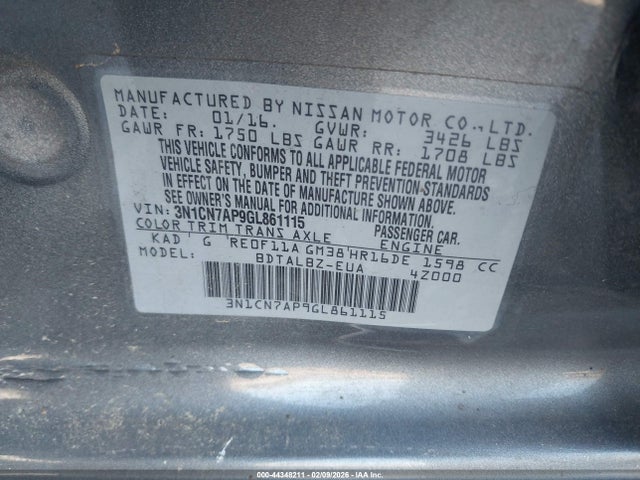 MANUFACTURED BY NISSAN MOTOR CO.,LTD.
DATE: 01/16. GVWR: 3426 LBS
GAWR FR: 1750 LBS GAWR RR: 1708 LBS
THIS VEHICLE CONFORMS TO ALL APPLICABLE FEDERAL MOTOR
VEHICLE SAFETY, BUMPER AND THEFT PREVENTION-STANDARDS
IN EFFECT ON THE DATE OF MANUFACTURE SHOWN ABOVE.
SEE OWNER'S MANUAL FOR ADDITIONAL INFORMATION.
VIN: 3N1CN7AP9GL861115 PASSENGER CAR.
COLOR TRIM TRANS AXLE ENGINE
KAD G RE0F11A GM38 HR16DE 1598 CC
MODEL: BDTALBZ-EUA 4Z000
3N1CN7AP9GL861115
000-44348211 - 02/09/2026 - IAA Corp.